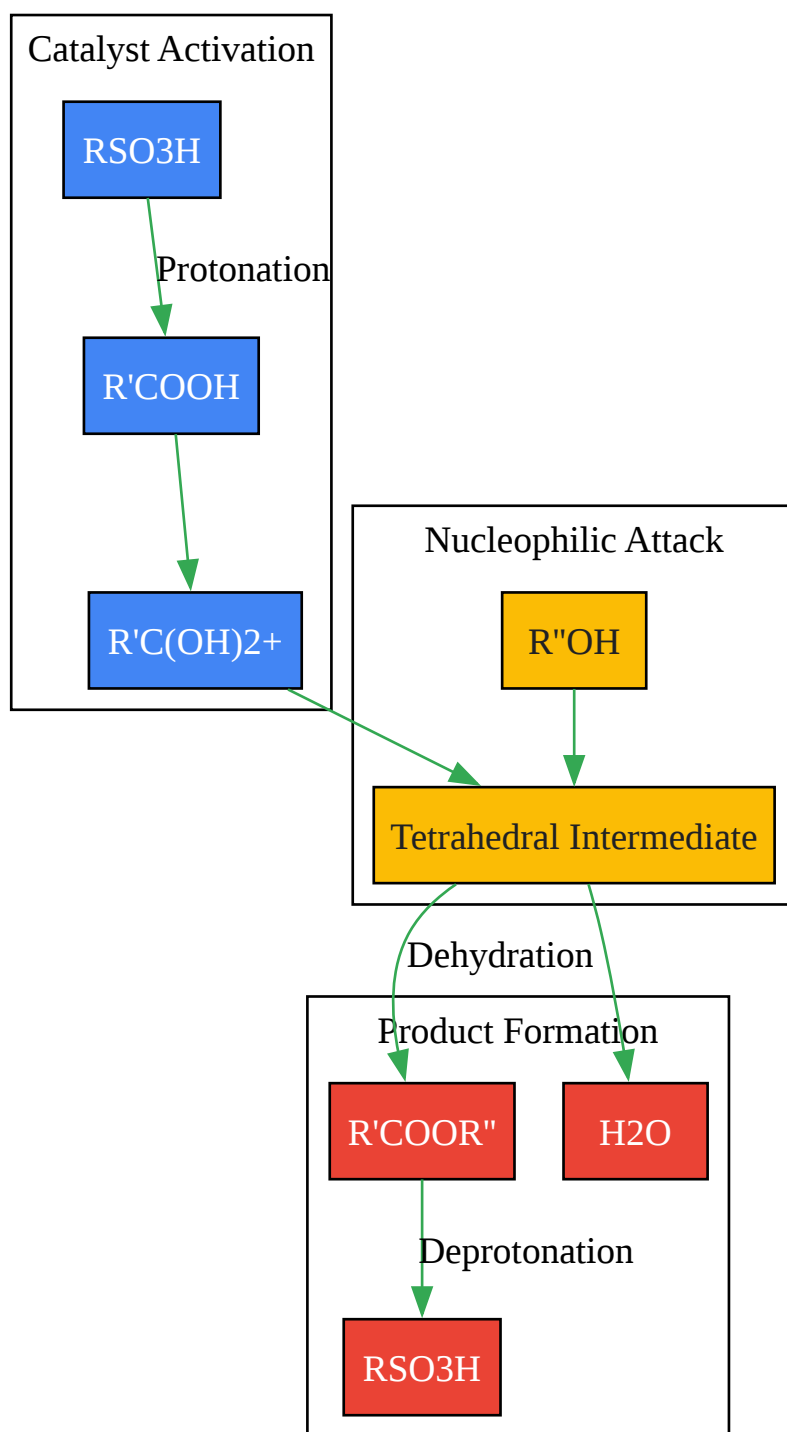 Catalyst Activation
RSO3H
Protonation
R'COOH
Nucleophilic Attack
R'C(OH)2+
R''OH
Tetrahedral Intermediate
Dehydration
Product Formation
R'COOR''
H2O
Deprotonation
RSO3H